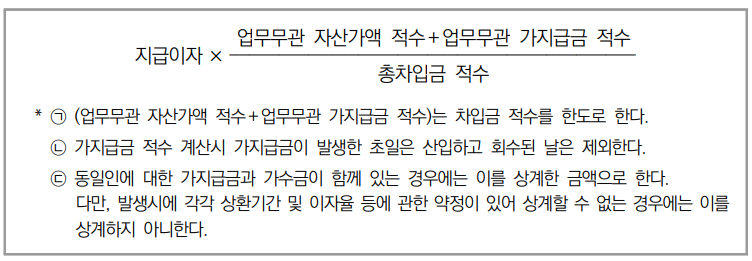 업무무관 자산가액 적수+업무무관 가지급금 적수
지급이자 ×
총차입금 적수
* ㉠ (업무무관 자산가액 적수+업무무관 가지급금 적수)는 차입금 적수를 한도로 한다.
㉡ 가지급금 적수 계산시 가지급금이 발생한 초일은 산입하고 회수된 날은 제외한다.
㉢ 동일인에 대한 가지급금과 가수금이 함께 있는 경우에는 이를 상계한 금액으로 한다.
다만, 발생시에 각각 상환기간 및 이자율 등에 관한 약정이 있어 상계할 수 없는 경우에는 이를
상계하지 아니한다.